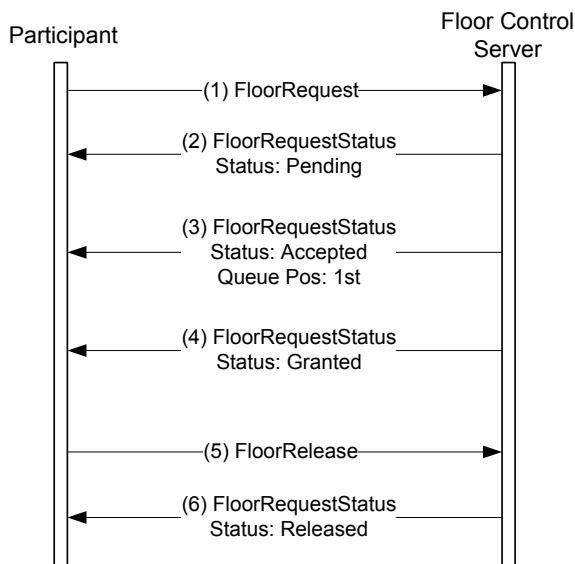 Participant
Floor Control
Server
(1) FloorRequest
(2) FloorRequestStatus
Status: Pending
(3) FloorRequestStatus
Status: Accepted
Queue Pos: 1st
(4) FloorRequestStatus
Status: Granted
(5) FloorRelease
(6) FloorRequestStatus
Status: Released